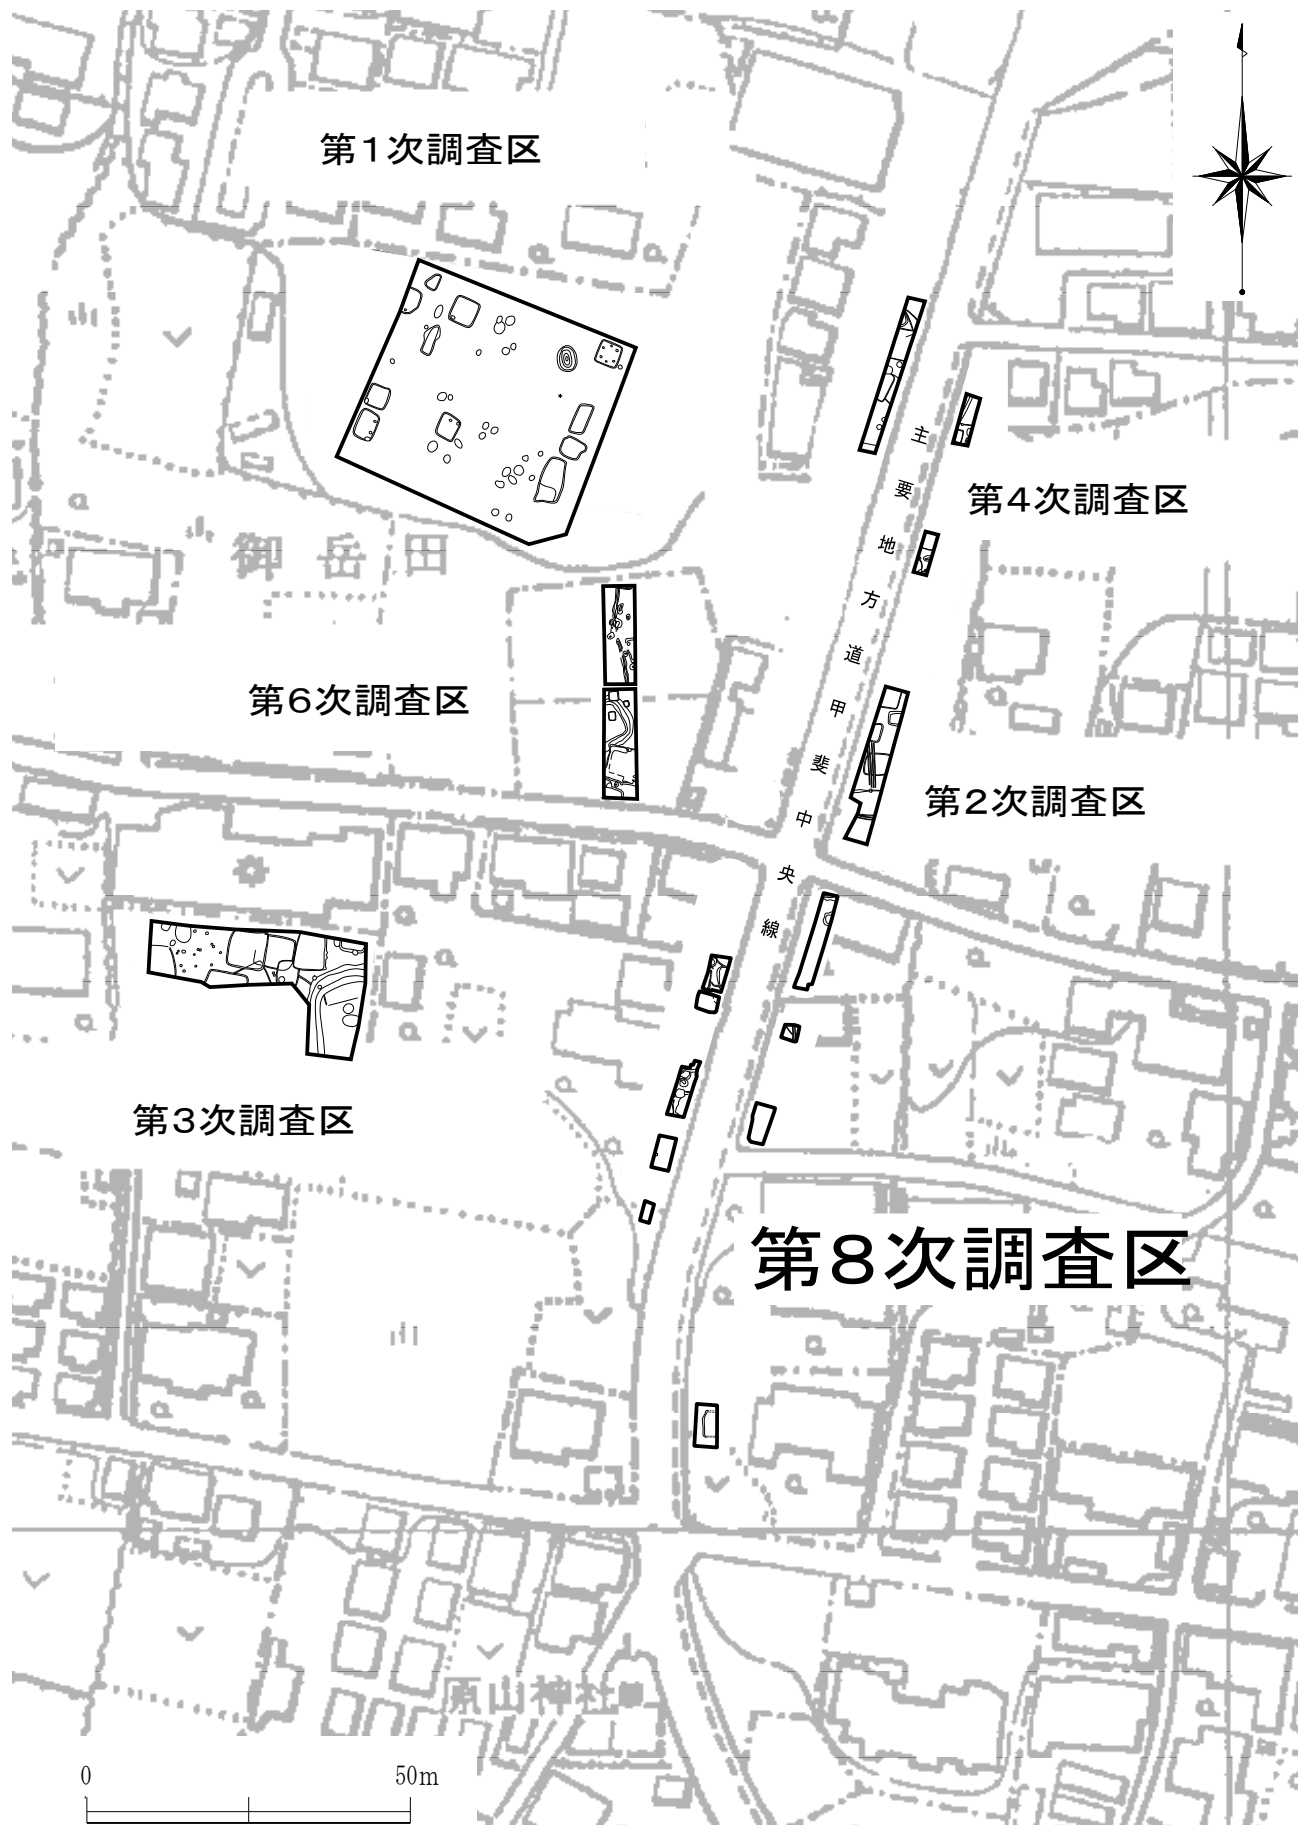 第1次調査区
主要地方道甲斐中央線
第4次調査区
御岳田
第6次調査区
第2次調査区
第3次調査区
第8次調査区
原山神社
0
50m